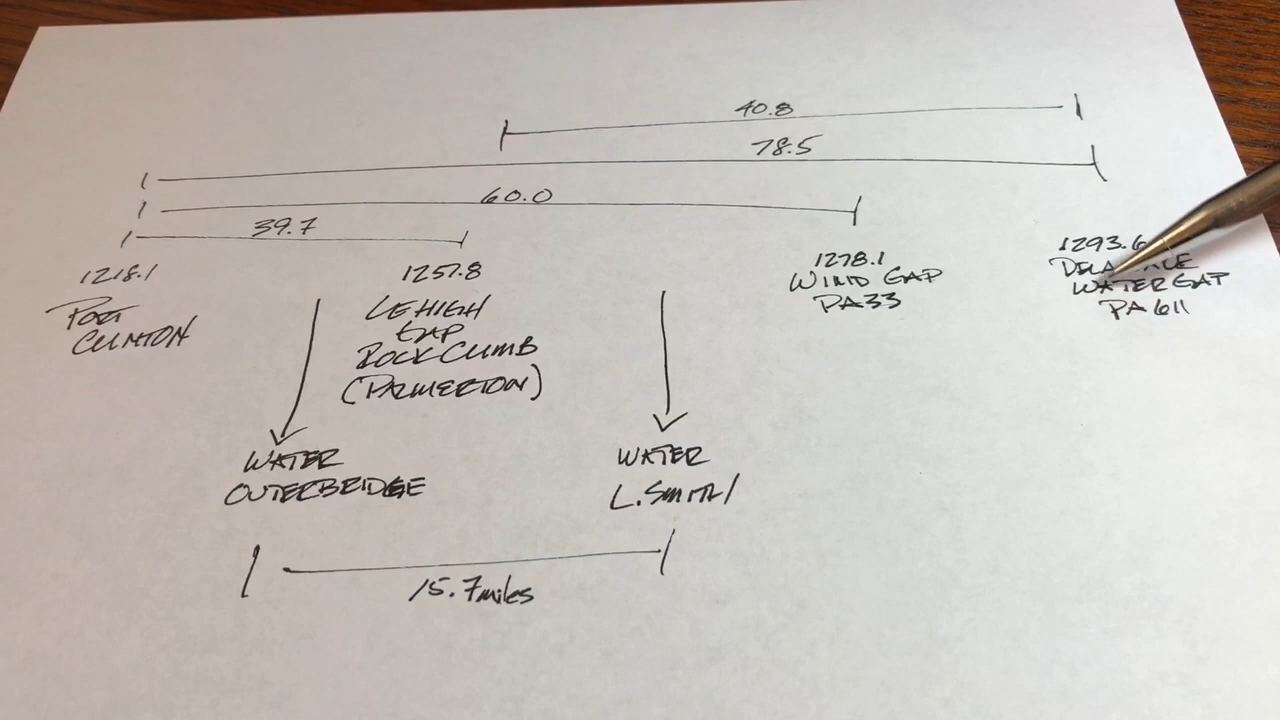 40.8
78.5
60.0
39.7
1218.1
PORT
CLINTON
1257.8
LEHIGH
GAP
ROCK CLIMB
(PALMERTON)
1278.1
WIND GAP
PA33
1293.6
WATER GAP
PA 611
WATER
OUTERBRIDGE
WATER
L. SMITH
15.7 miles